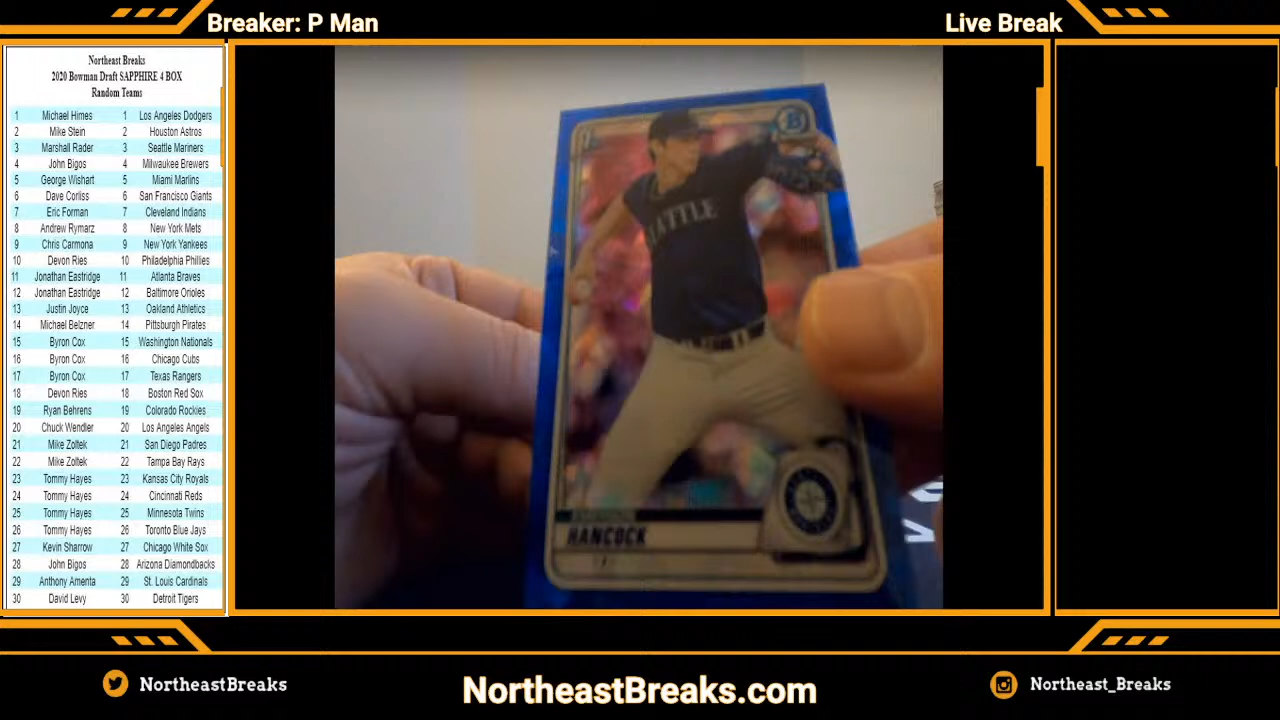 Breaker: P Man
Live Break
Northeast Breaks
2020 Bowman Draft SAPPHIRE 4 BOX
Random Teams
1 Michael Himes 1 Los Angeles Dodgers
2 Mike Stein 2 Houston Astros
3 Marshall Rader 3 Seattle Mariners
4 John Bigos 4 Milwaukee Brewers
5 George Wishart 5 Miami Marlins
6 Dave Corliss 6 San Francisco Giants
7 Eric Forman 7 Cleveland Indians
8 Andrew Rymarz 8 New York Mets
9 Chris Carmona 9 New York Yankees
10 Devon Ries 10 Philadelphia Phillies
11 Jonathan Eastridge 11 Atlanta Braves
12 Jonathan Eastridge 12 Baltimore Orioles
13 Justin Joyce 13 Oakland Athletics
14 Michael Belzner 14 Pittsburgh Pirates
15 Byron Cox 15 Washington Nationals
16 Byron Cox 16 Chicago Cubs
17 Byron Cox 17 Texas Rangers
18 Devon Ries 18 Boston Red Sox
19 Ryan Behrens 19 Colorado Rockies
20 Chuck Wendler 20 Los Angeles Angels
21 Mike Zoltek 21 San Diego Padres
22 Mike Zoltek 22 Tampa Bay Rays
23 Tommy Hayes 23 Kansas City Royals
24 Tommy Hayes 24 Cincinnati Reds
25 Tommy Hayes 25 Minnesota Twins
26 Tommy Hayes 26 Toronto Blue Jays
27 Kevin Sharrow 27 Chicago White Sox
28 John Bigos 28 Arizona Diamondbacks
29 Anthony Amenta 29 St. Louis Cardinals
30 David Levy 30 Detroit Tigers
B
HANCOCK
NortheastBreaks
NortheastBreaks.com
Northeast_Breaks